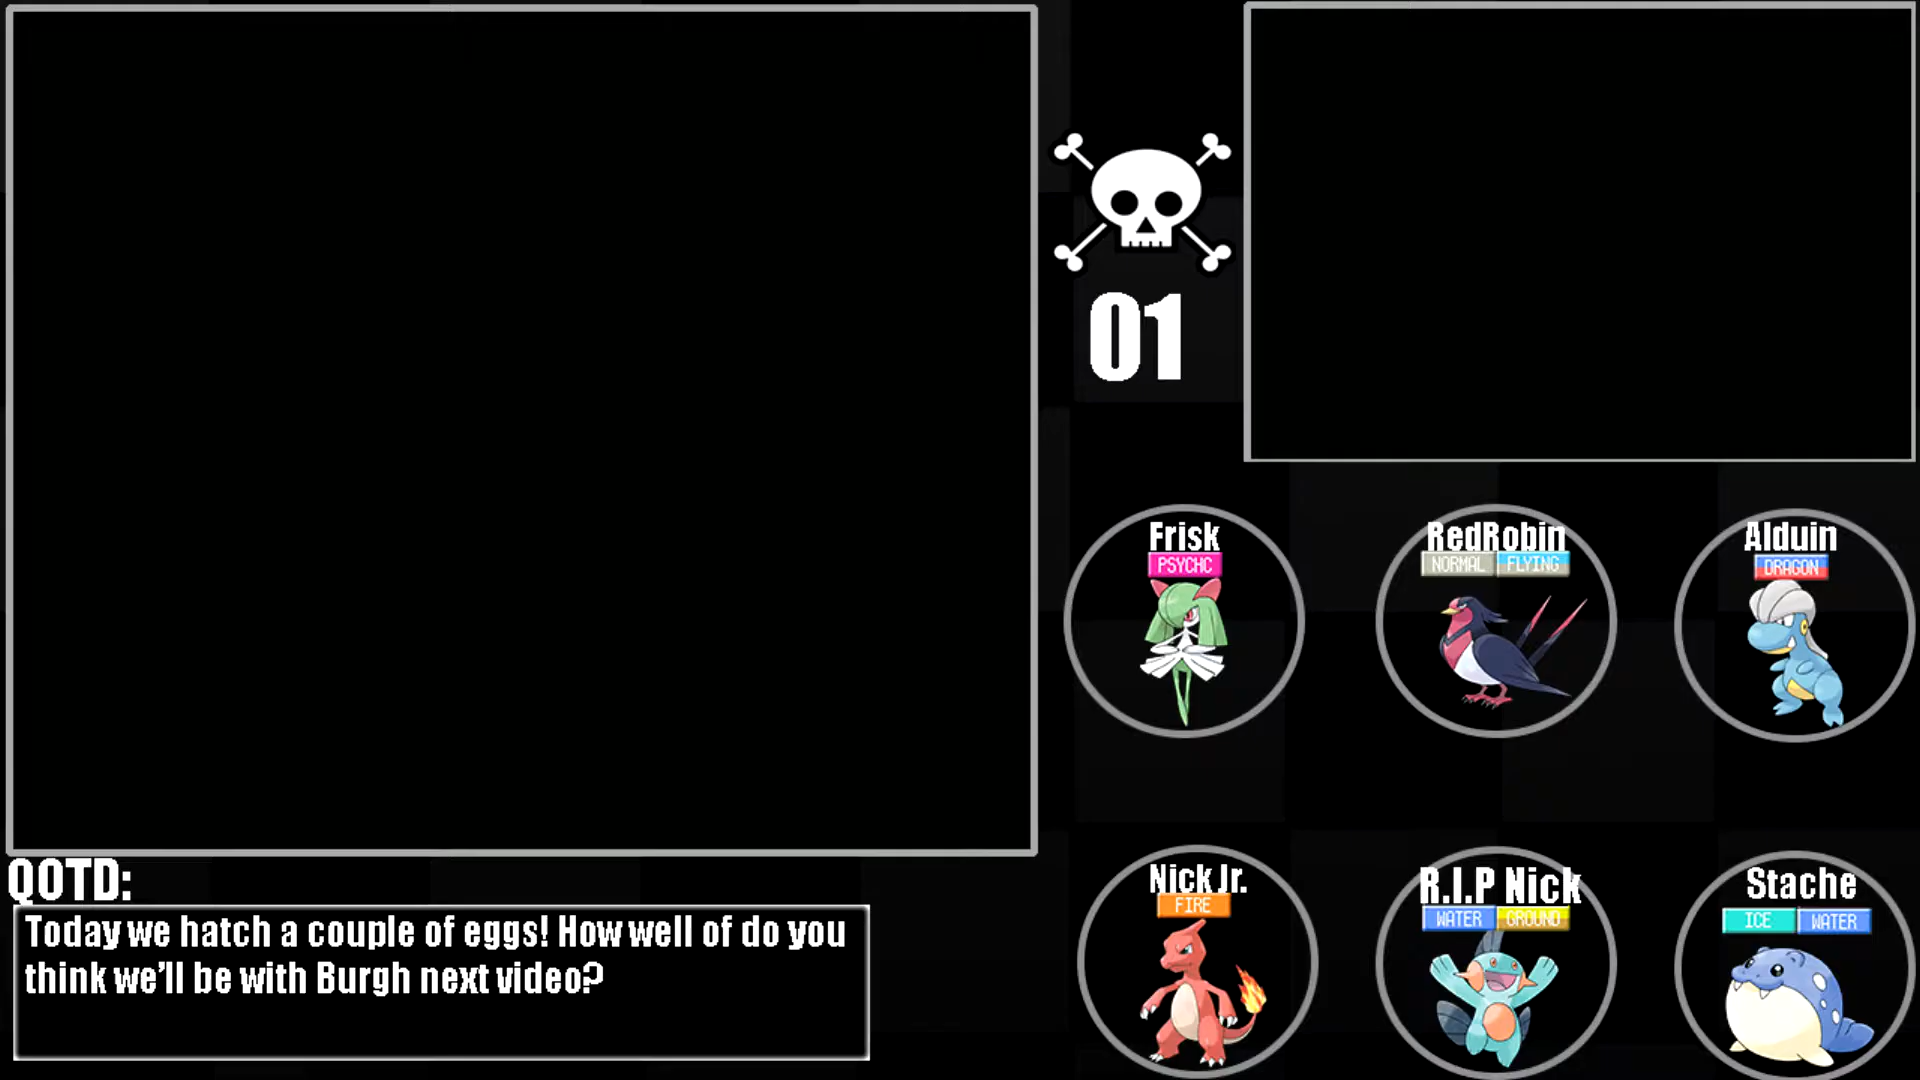 01
Frisk
PSYCHC
RedRobin
NORMAL FLYING
Alduin
DRAGON
QOTD:
Today we hatch a couple of eggs! How well of do you
think we'll be with Burgh next video?
Nick Jr.
FIRE
R.I.P Nick
WATER GROUND
Stache
ICE WATER